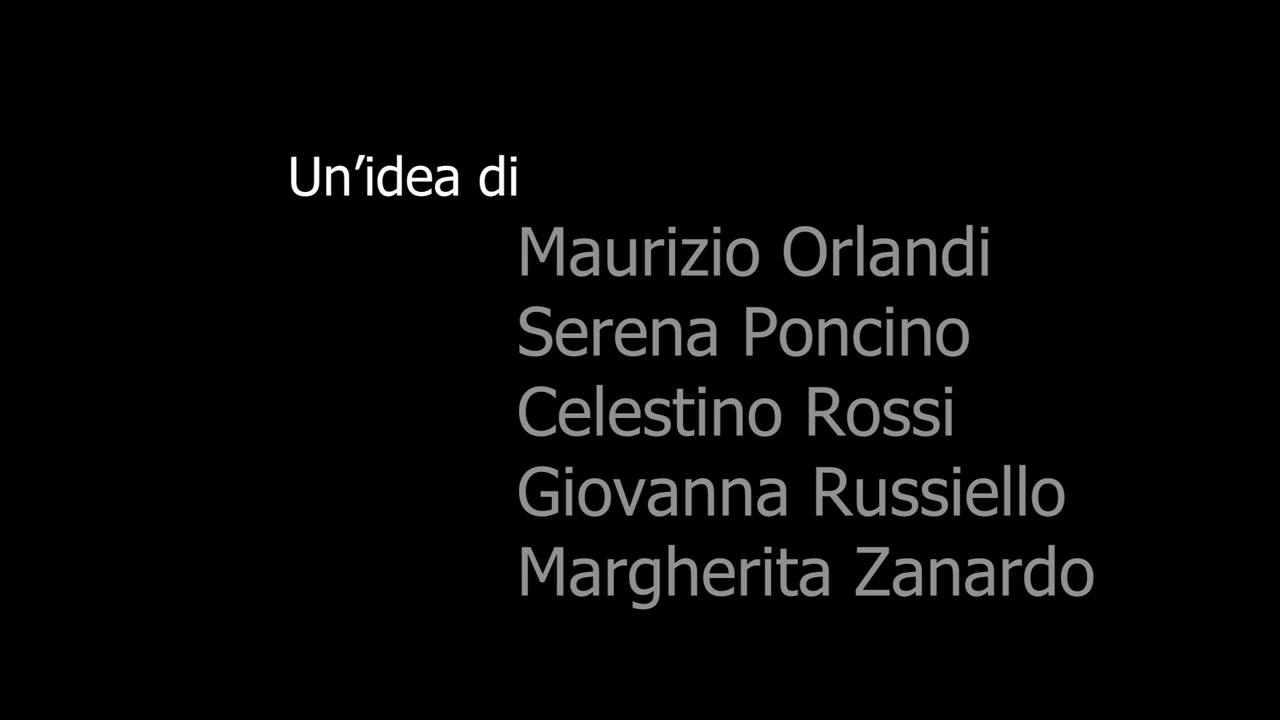 Un’idea di
Maurizio Orlandi
Serena Poncino
Celestino Rossi
Giovanna Russiello
Margherita Zanardo